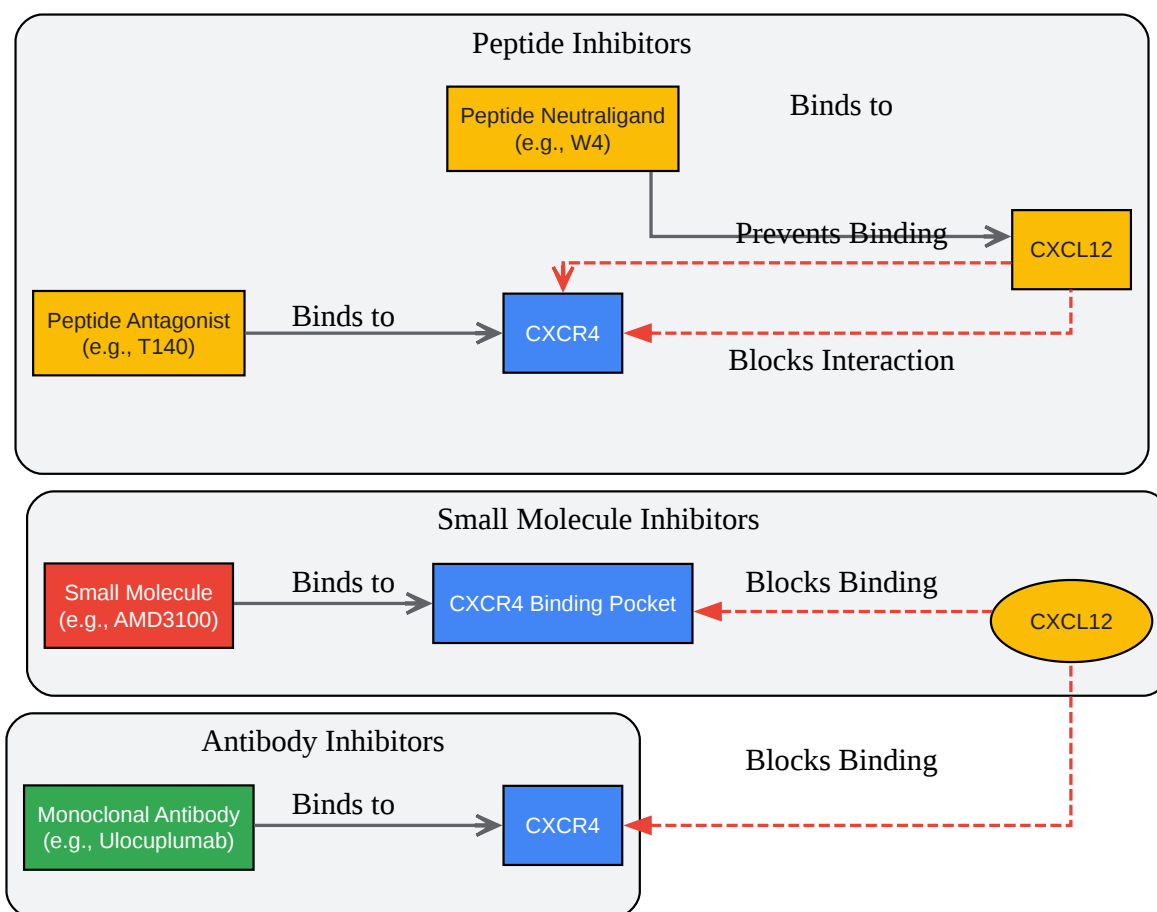 Peptide Inhibitors
Peptide Neutraligand
(e.g., W4)
Binds to
Prevents Binding
CXCL12
Peptide Antagonist
(e.g., T140)
Binds to
CXCR4
Blocks Interaction
Small Molecule Inhibitors
Small Molecule
(e.g., AMD3100)
Binds to
CXCR4 Binding Pocket
Blocks Binding
CXCL12
Antibody Inhibitors
Blocks Binding
Monoclonal Antibody
(e.g., Ulocuplumab)
Binds to
CXCR4